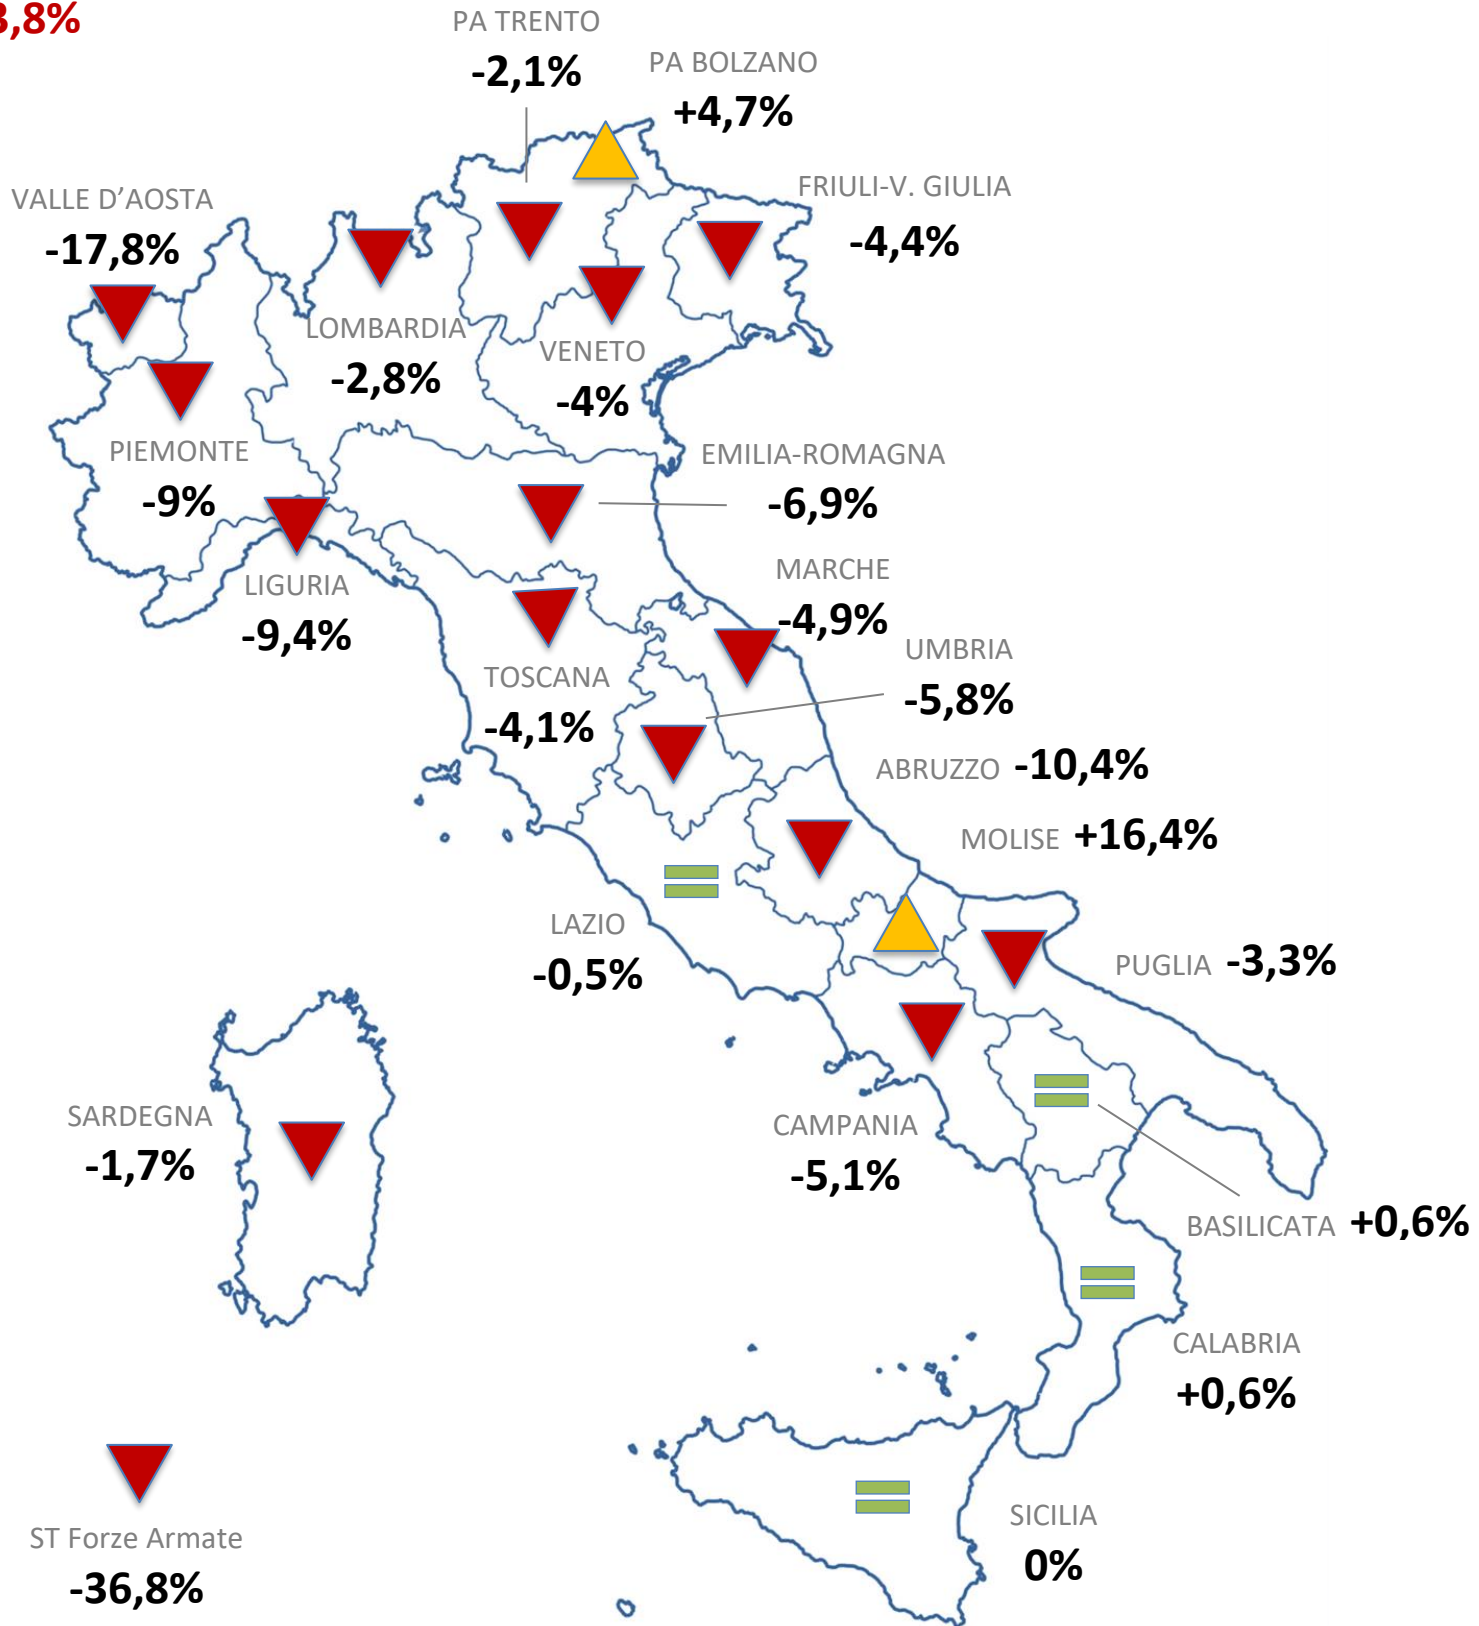 3,8%
PA TRENTO
-2,1%
PA BOLZANO
+4,7%
VALLE D’AOSTA
-17,8%
FRIULI-V. GIULIA
-4,4%
LOMBARDIA
-2,8%
VENETO
-4%
PIEMONTE
-9%
EMILIA-ROMAGNA
-6,9%
LIGURIA
-9,4%
MARCHE
-4,9%
TOSCANA
-4,1%
UMBRIA
-5,8%
ABRUZZO -10,4%
MOLISE +16,4%
LAZIO
-0,5%
PUGLIA -3,3%
SARDEGNA
-1,7%
CAMPANIA
-5,1%
BASILICATA +0,6%
CALABRIA
+0,6%
SICILIA
0%
ST Forze Armate
-36,8%